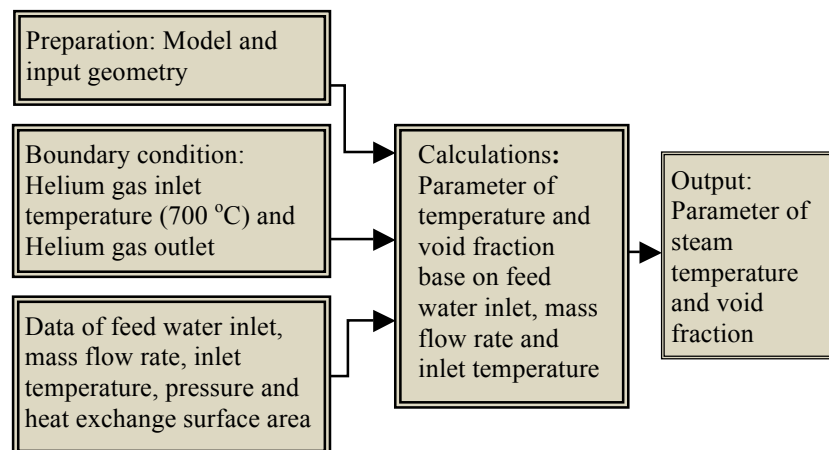 Preparation: Model and
input geometry
Boundary condition:
Helium gas inlet
temperature (700 °C) and
Helium gas outlet
Data of feed water inlet,
mass flow rate, inlet
temperature, pressure and
heat exchange surface area
Calculations:
Parameter of
temperature and
void fraction
base on feed
water inlet, mass
flow rate and
inlet temperature
Output:
Parameter of
steam
temperature
and void
fraction